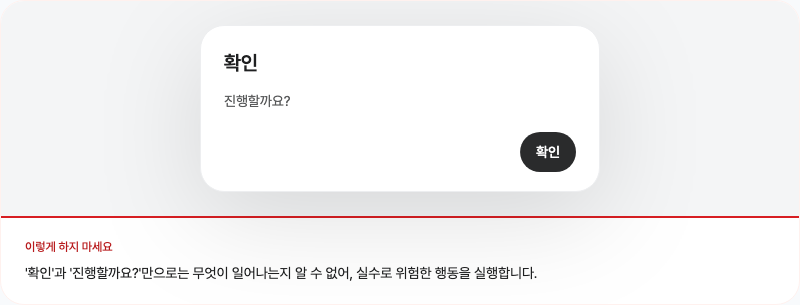 확인
진행할까요?
확인
이렇게 하지 마세요
'확인'과 '진행할까요?'만으로는 무엇이 일어나는지 알 수 없어, 실수로 위험한 행동을 실행합니다.